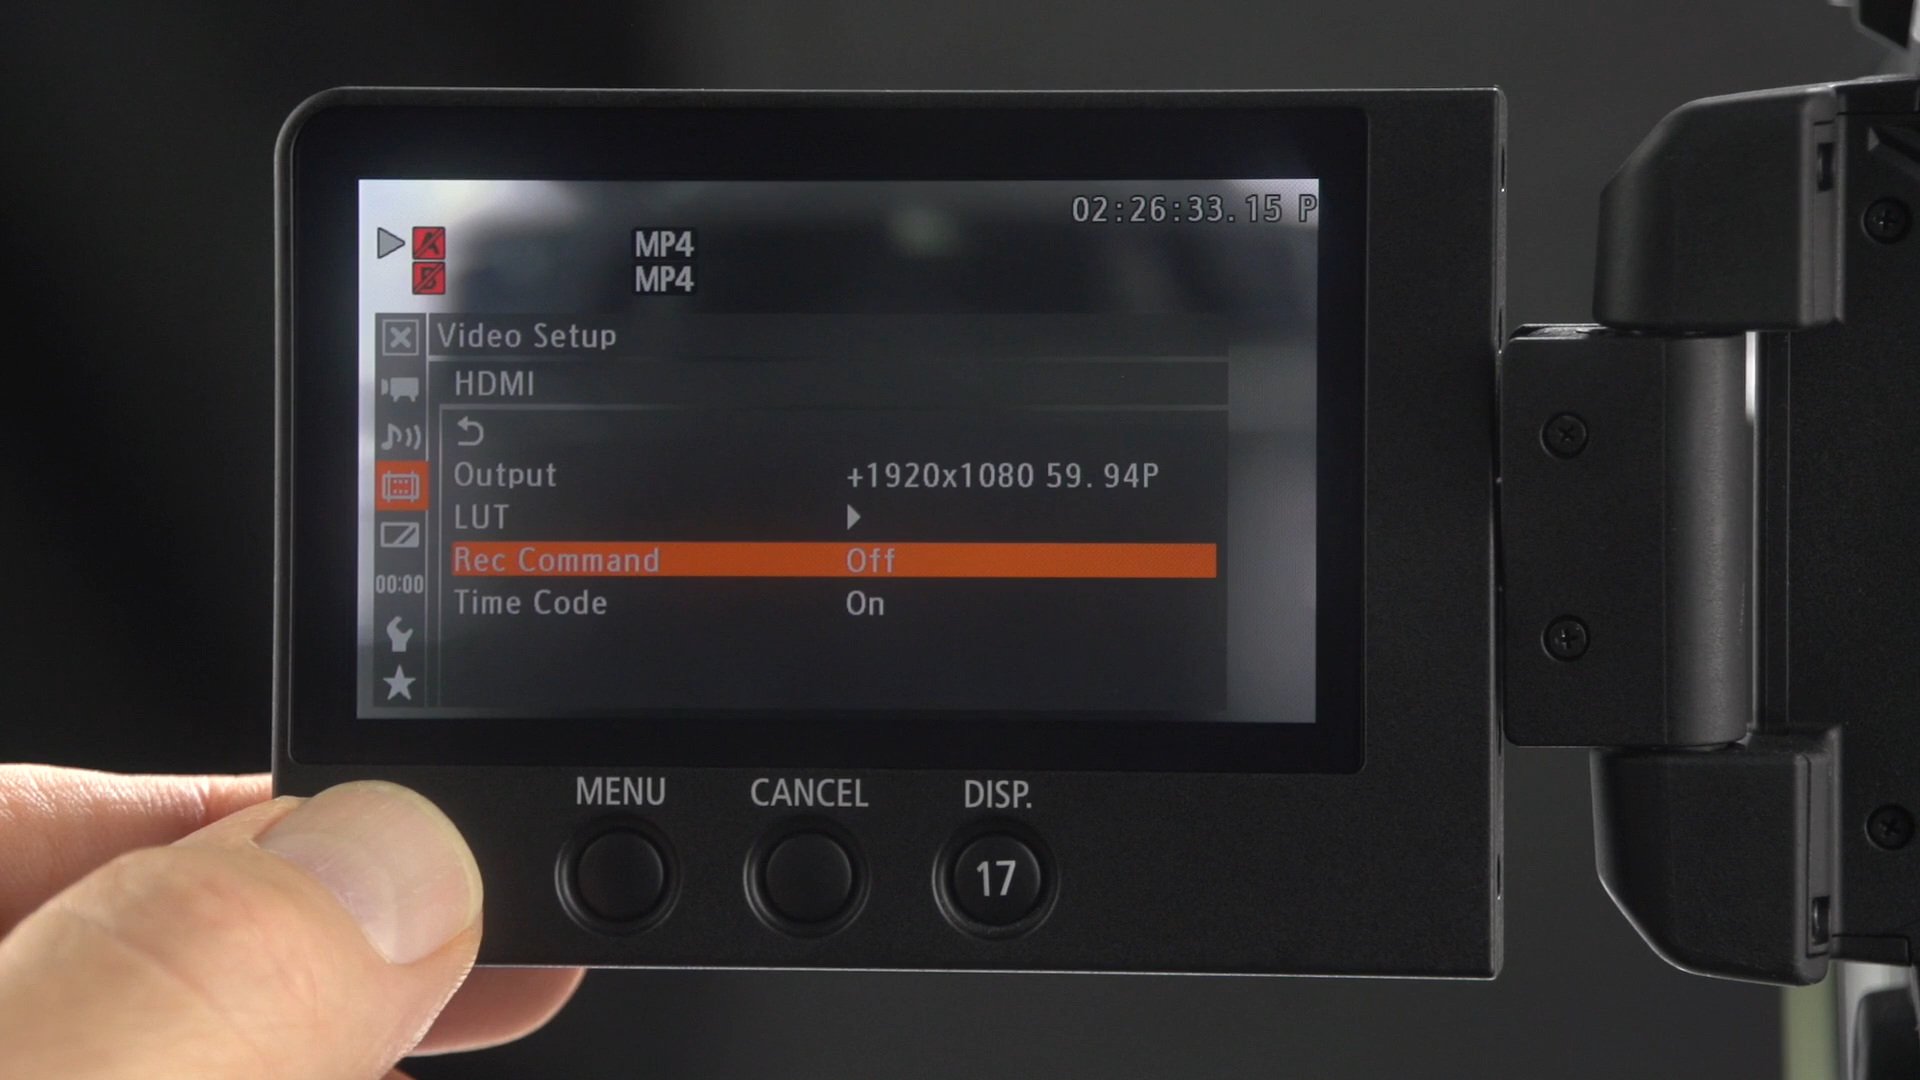 02:26:33.15 P
A MP4
B MP4
Video Setup
HDMI
Output +1920x1080 59.94P
LUT
Rec Command Off
00:00
Time Code On
MENU CANCEL DISP.
17